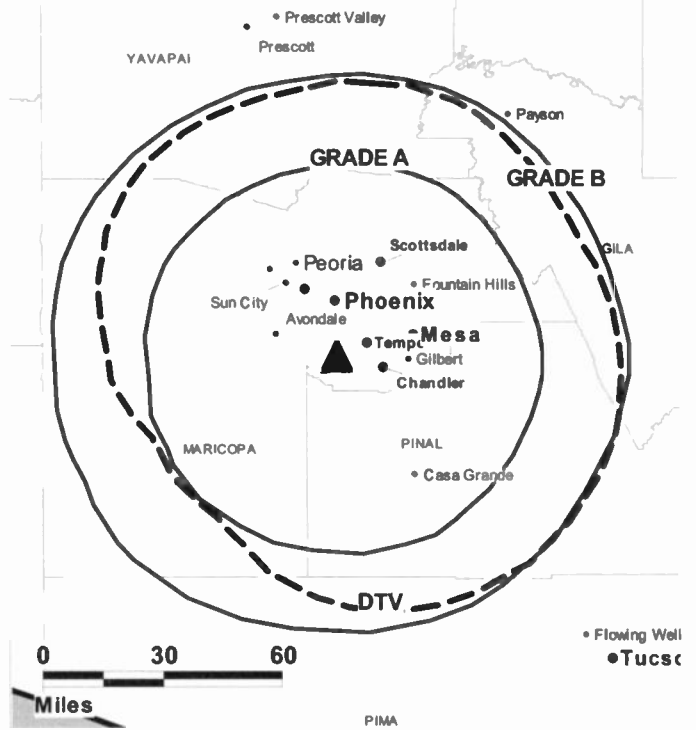 Prescott Valley
Prescott
YAVAPAI
Payson
GRADE A
GRADE B
Scottsdale
GILA
Peoria
Fountain Hills
Sun City
Phoenix
Avondale
Mesa
Tempe
Gilbert
Chandler
MARICOPA
PINAL
Casa Grande
DTV
Flowing Well
0 30 60
Tucsc
Miles
PIMA